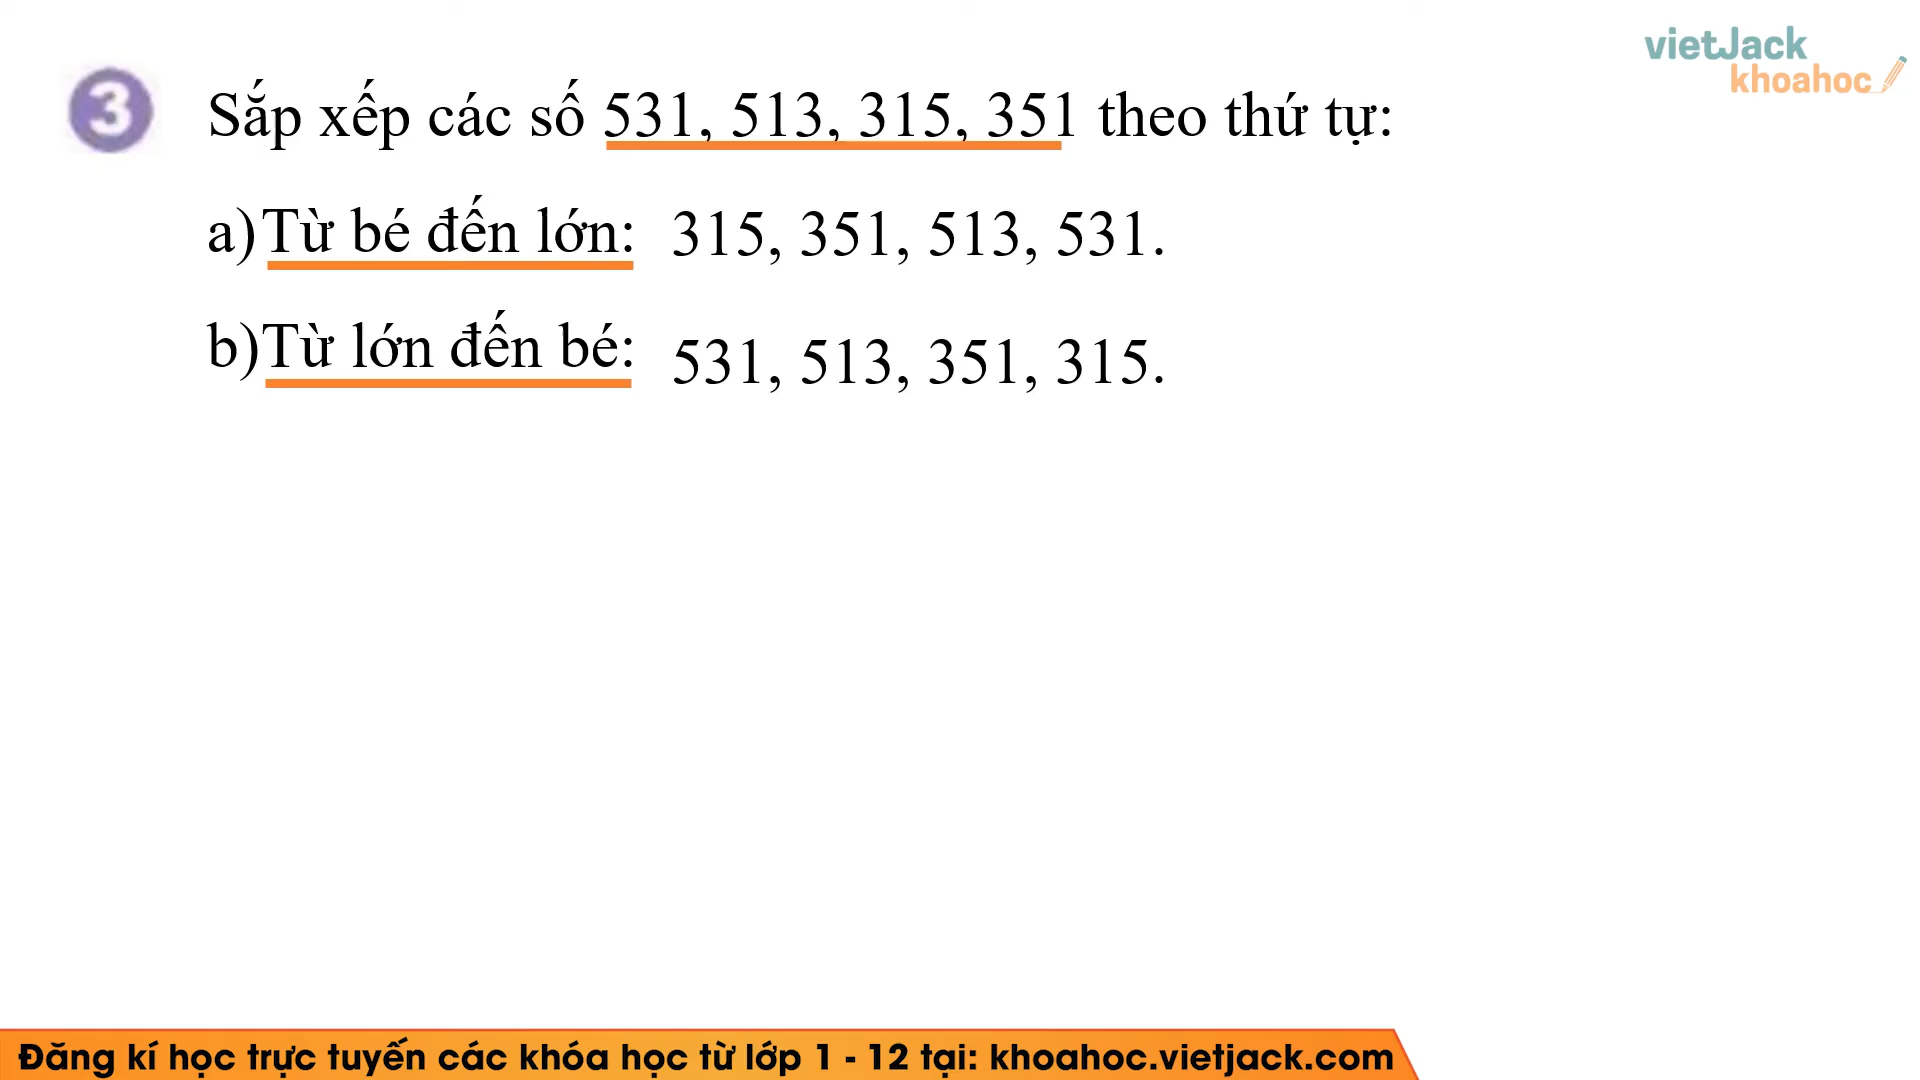 vietJack
khoahoc
3
Sắp xếp các số 531, 513, 315, 351 theo thứ tự:
a) Từ bé đến lớn: 315, 351, 513, 531.
b) Từ lớn đến bé: 531, 513, 351, 315.
Đăng kí học trực tuyến các khóa học từ lớp 1 - 12 tại: khoahoc.vietjack.com